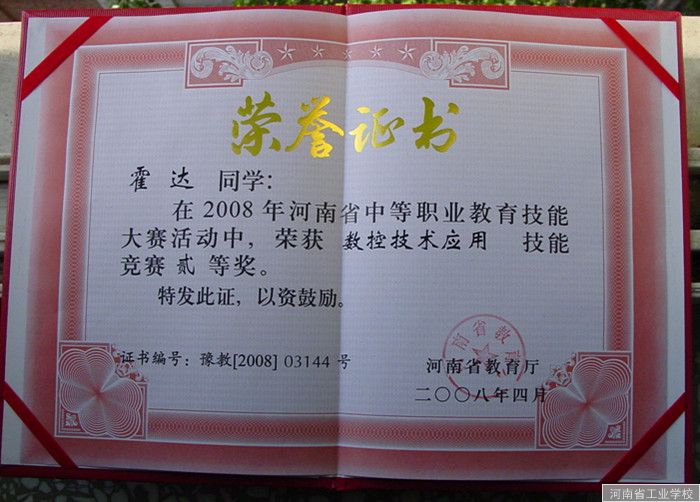 荣誉证书
霍达 同学：
在2008年河南省中等职业教育技能
大赛活动中，荣获 数控技术应用 技能
竞赛 贰 等奖。
特发此证，以资鼓励。
证书编号：豫教[2008] 03144 号
河南省教育厅
二〇〇八年四月
河南省工业学校